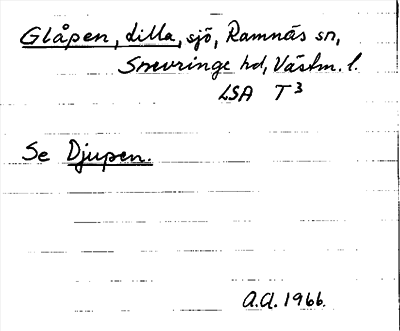 Glåpen, lilla, sjö, Ramnäs sn,
Snevringe hd, Västm. l.
LSA T3
Se Djupen.
A.A. 1966.